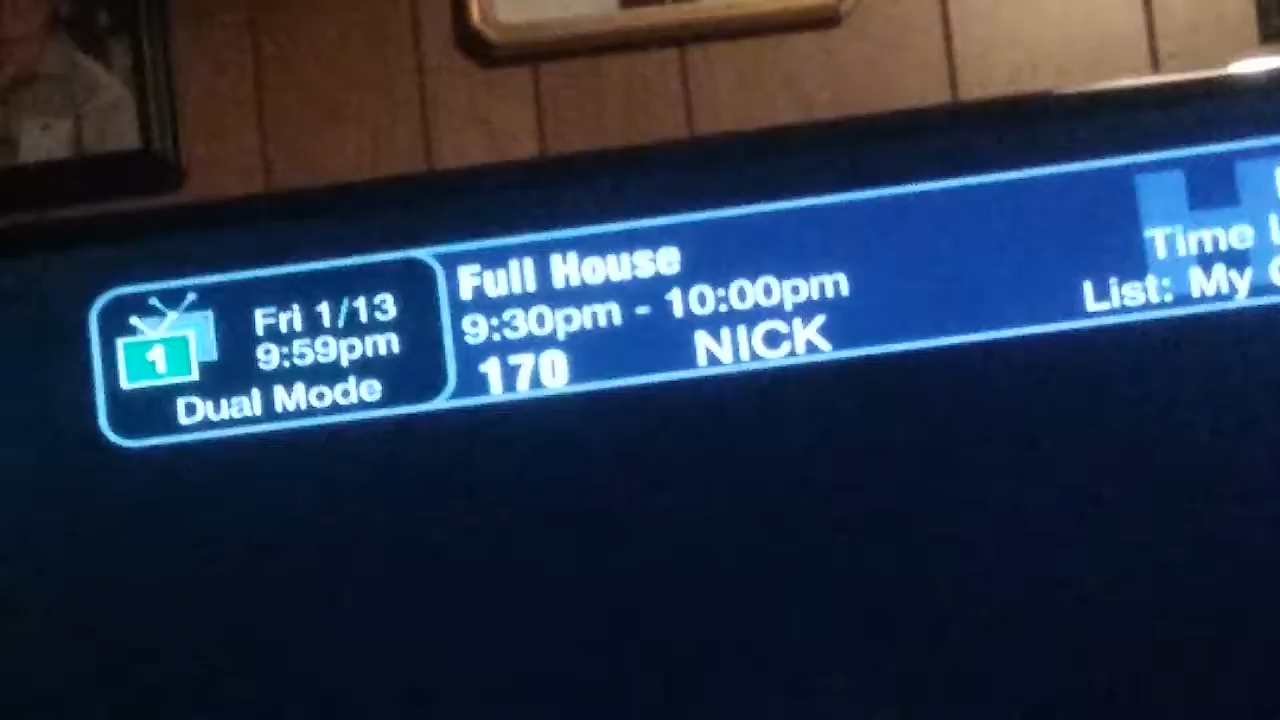 Fri 1/13
9:59pm
1
Dual Mode
Full House
9:30pm - 10:00pm
170 NICK
Time
List: My